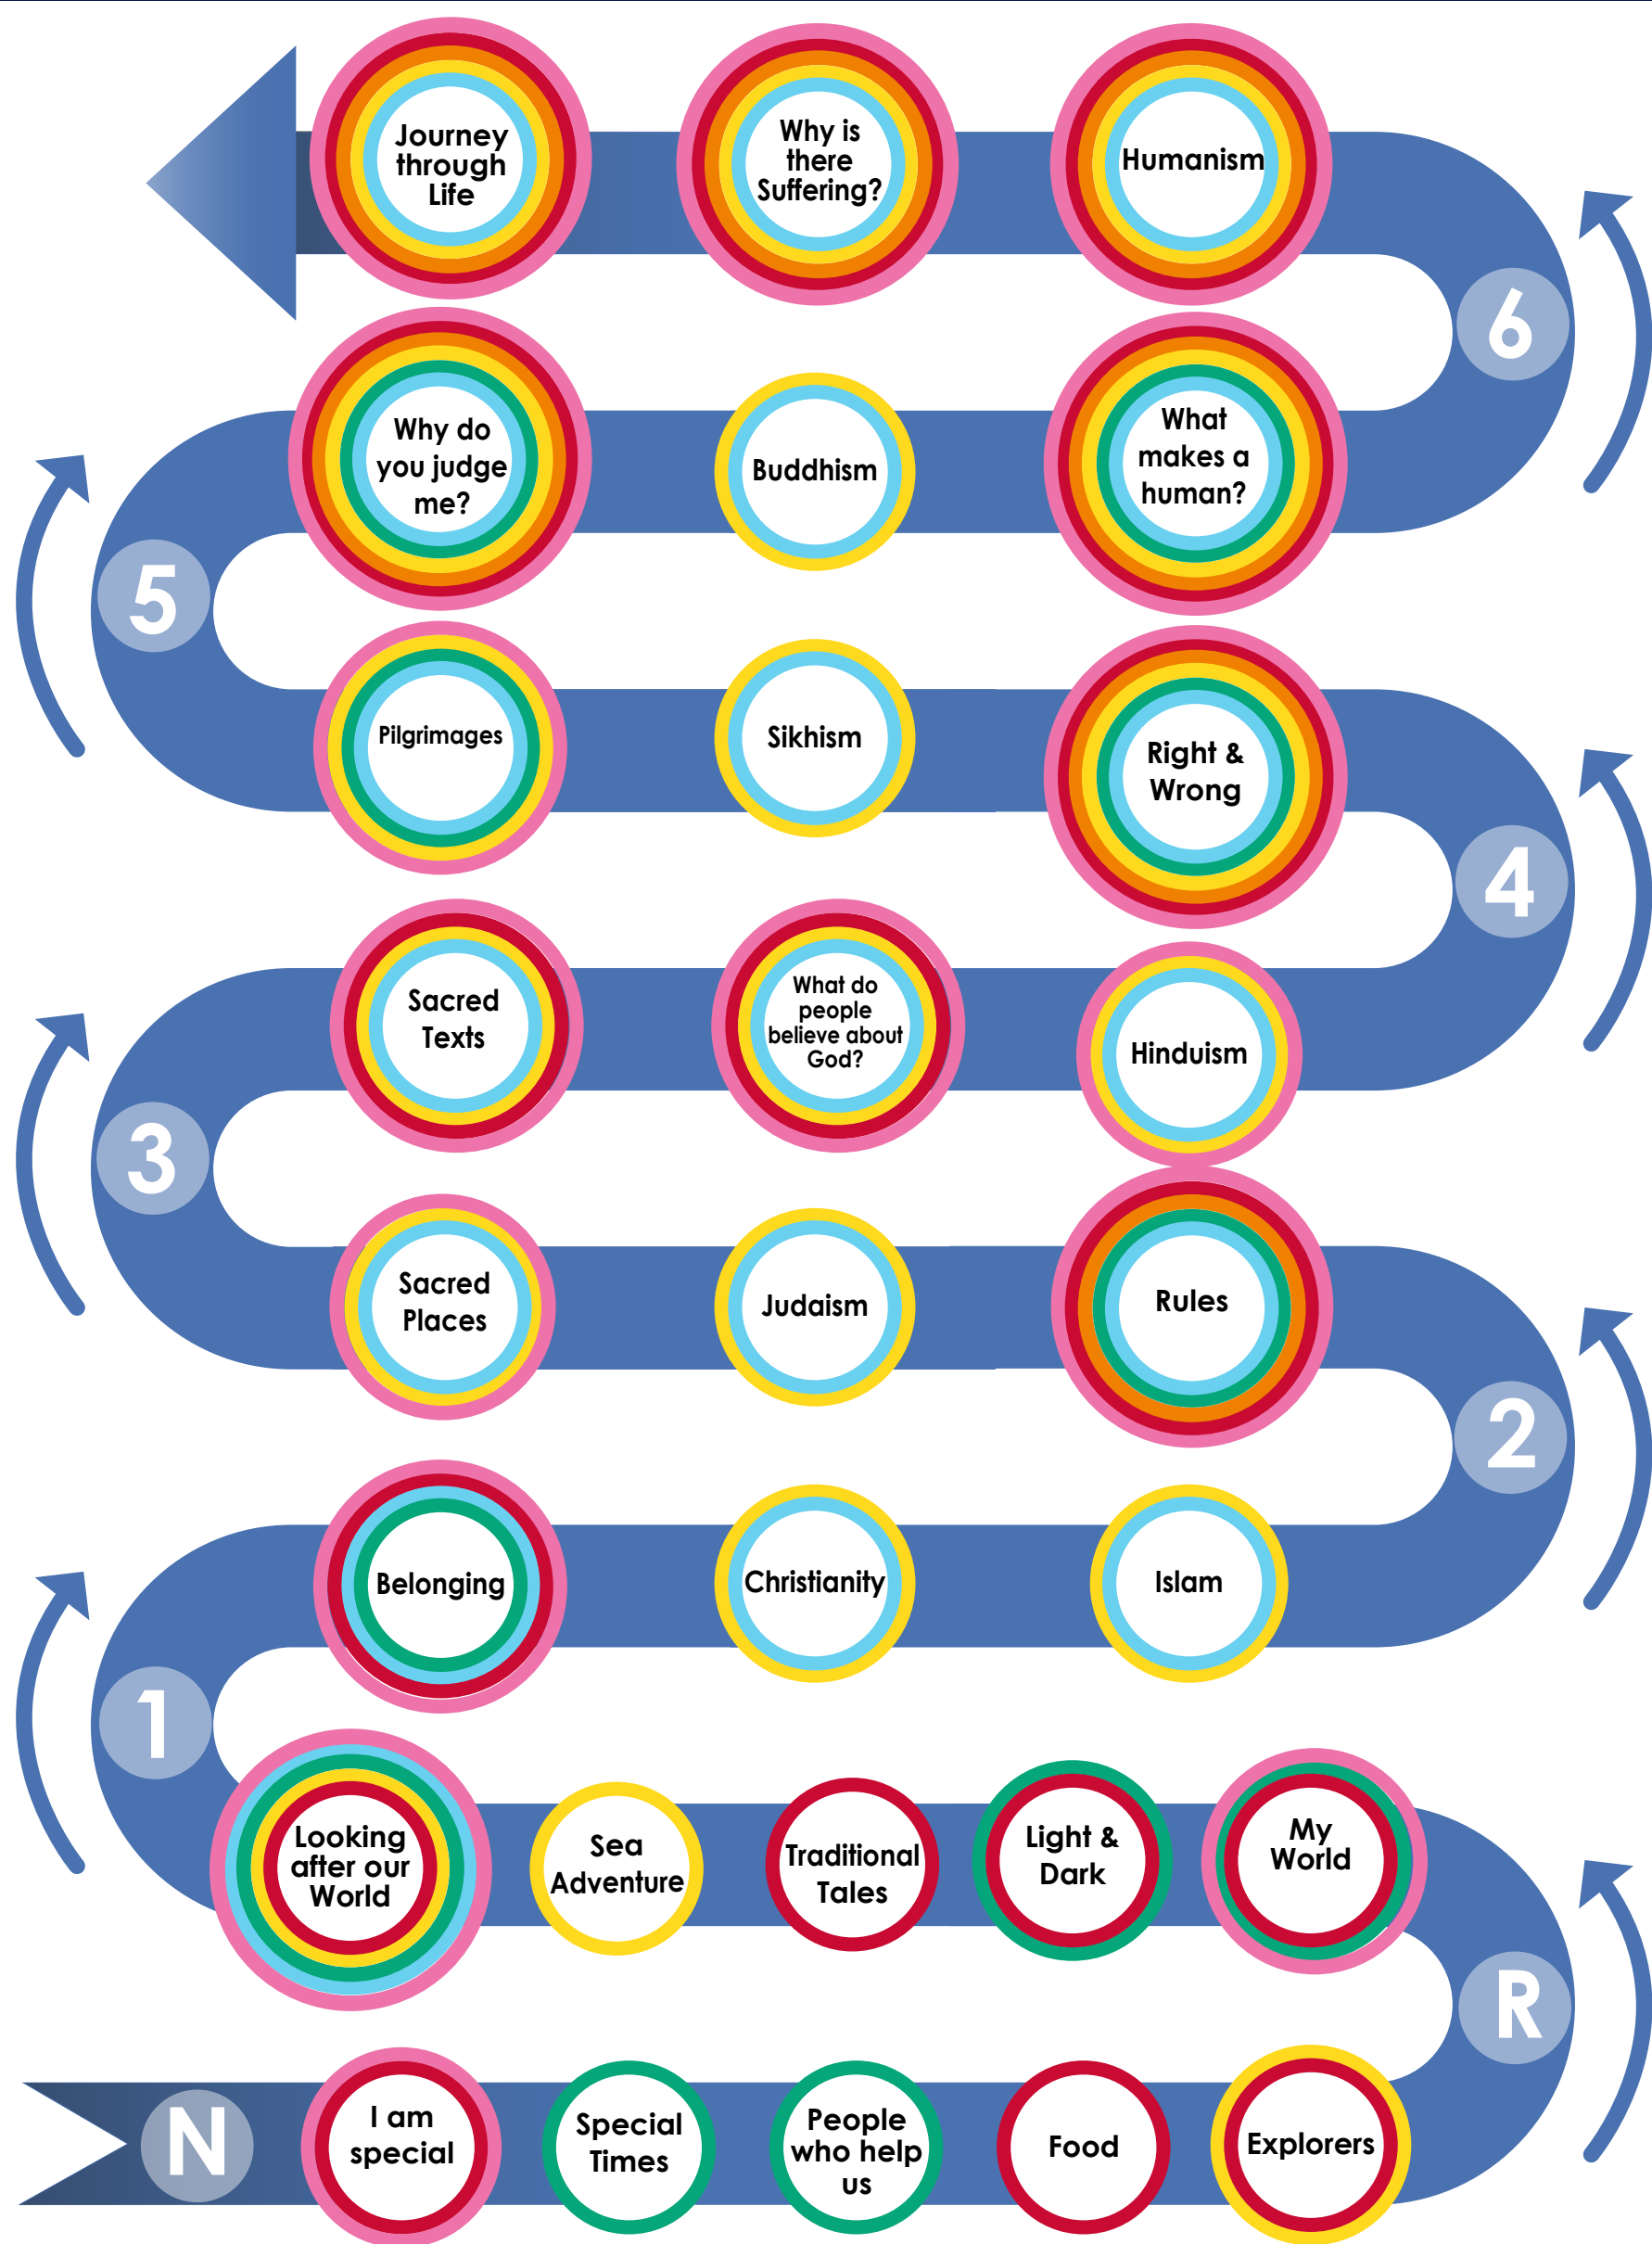 Journey
through
Life
Why is
there
Suffering?
Humanism
6
Why do
you judge
me?
Buddhism
What
makes a
human?
5
Pilgrimages
Sikhism
Right &
Wrong
4
Sacred
Texts
What do
people
believe about
God?
Hinduism
3
Sacred
Places
Judaism
Rules
2
Belonging
Christianity
Islam
1
Looking
after our
World
Sea
Adventure
Traditional
Tales
Light &
Dark
My
World
R
N
I am
special
Special
Times
People
who help
us
Food
Explorers